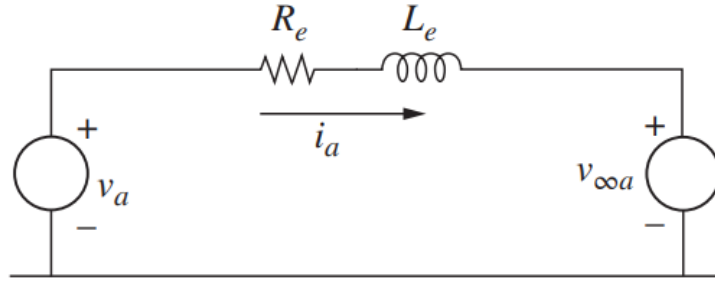 R_e L_e
i_a
+ +
v_a v_{∞a}
− −